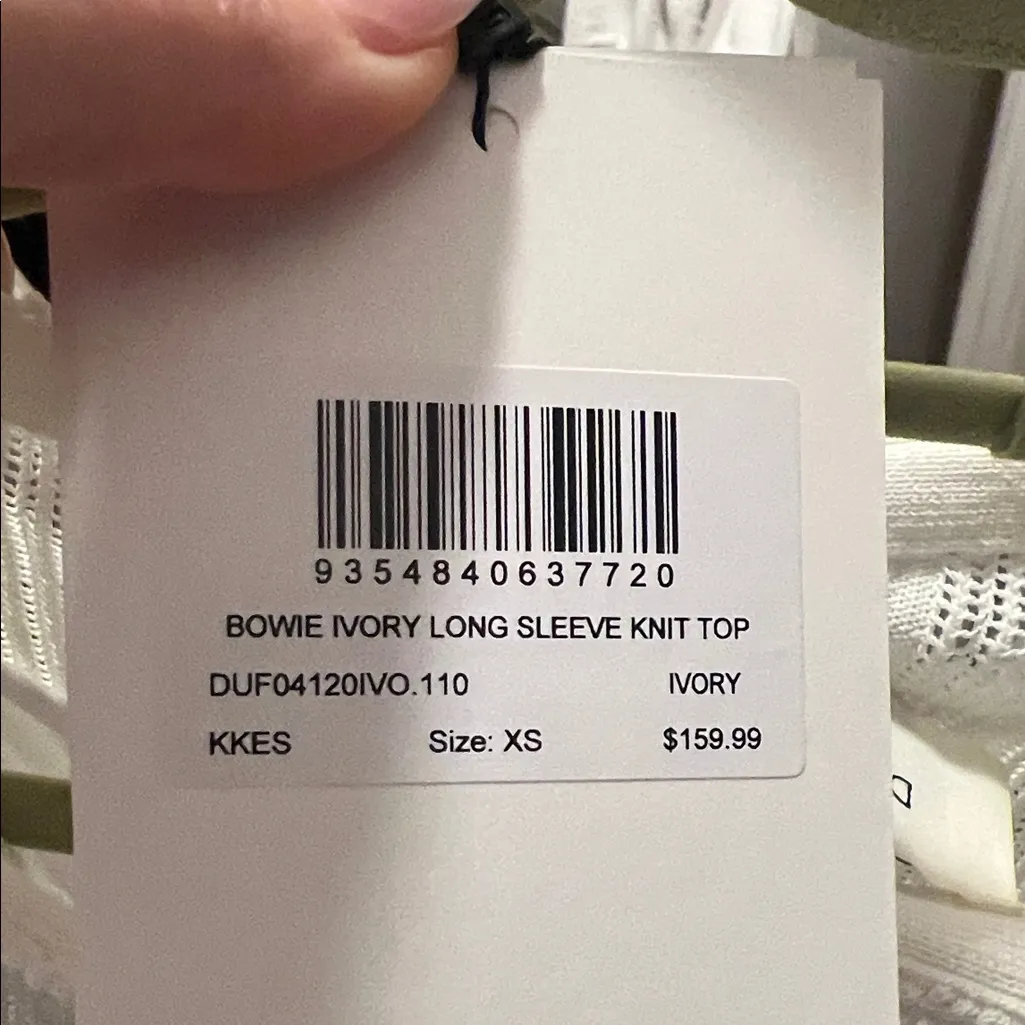 9354840637720
BOWIE IVORY LONG SLEEVE KNIT TOP
DUF04120IVO.110 IVORY
KKES Size: XS $159.99